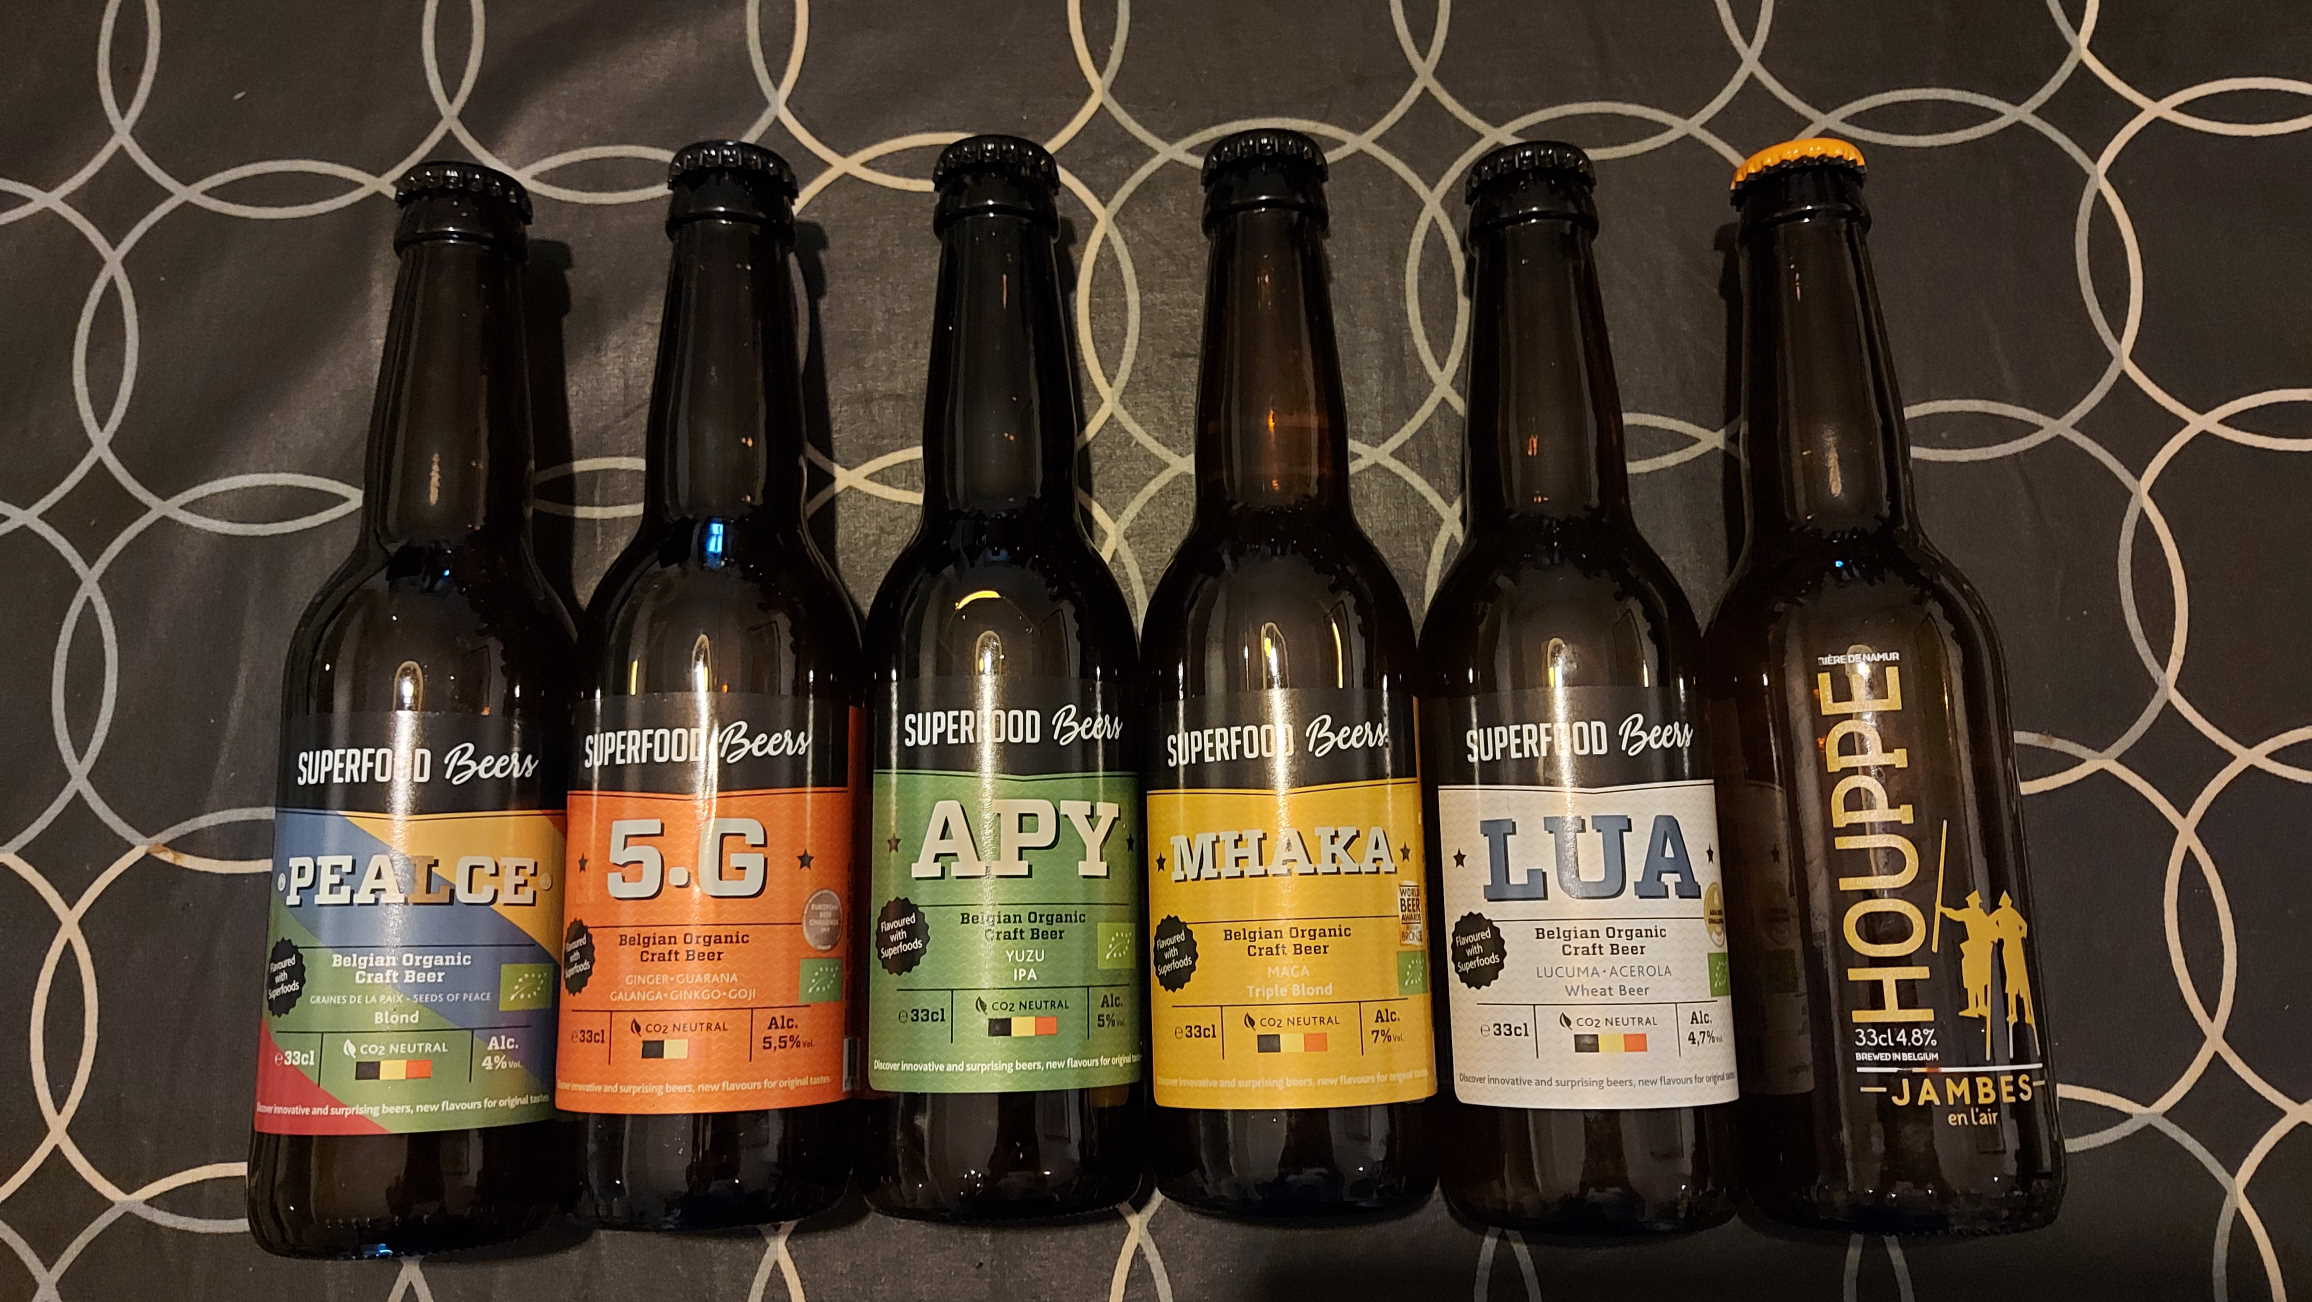 SUPERFOOD Beers
PEALCE
Flavoured
with
Superfoods
Belgian Organic
Craft Beer
GRAINES DE LA PAIX - SEEDS OF PEACE
Blond
℮33cl
CO2 NEUTRAL
Alc.
4% Vol.
Discover innovative and surprising beers, new flavours for original tastes
SUPERFOOD Beers
5.G
EUROPEAN
BEER
CHALLENGE
Flavoured
with
Superfoods
Belgian Organic
Craft Beer
GINGER•GUARANA
GALANGA•GINKGO•GOJI
℮33cl
CO2 NEUTRAL
Alc.
5,5% Vol.
Discover innovative and surprising beers, new flavours for original tastes
SUPERFOOD Beers
APY
Flavoured
with
Superfoods
Belgian Organic
Craft Beer
YUZU
IPA
℮33cl
CO2 NEUTRAL
Alc.
5% Vol.
Discover innovative and surprising beers, new flavours for original tastes
SUPERFOOD Beers
MHAKA
WORLD
BEER
AWARDS
BRONZE
Flavoured
with
Superfoods
Belgian Organic
Craft Beer
MACA
Triple Blond
℮33cl
CO2 NEUTRAL
Alc.
7% Vol.
Discover innovative and surprising beers, new flavours for original tastes
SUPERFOOD Beers
LUA
Flavoured
with
Superfoods
Belgian Organic
Craft Beer
LUCUMA•ACEROLA
Wheat Beer
℮33cl
CO2 NEUTRAL
Alc.
4,7% Vol.
Discover innovative and surprising beers, new flavours for original tastes
BIÈRE DE NAMUR
HOUPPE
33cl 4.8%
BREWED IN BELGIUM
JAMBES
en l'air